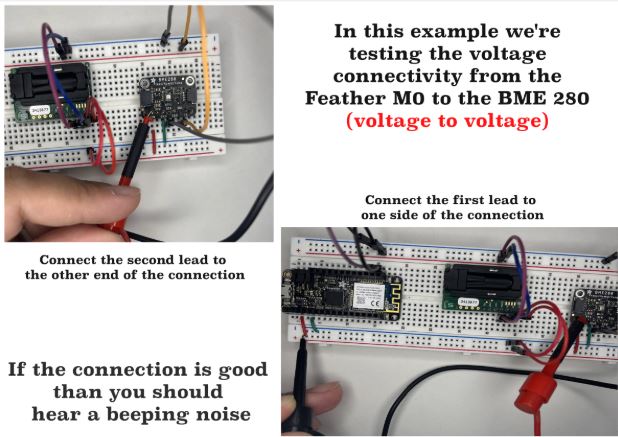 In this example we're
testing the voltage
connectivity from the
Feather M0 to the BME 280
(voltage to voltage)
Connect the first lead to
one side of the connection
Connect the second lead to
the other end of the connection
If the connection is good
than you should
hear a beeping noise